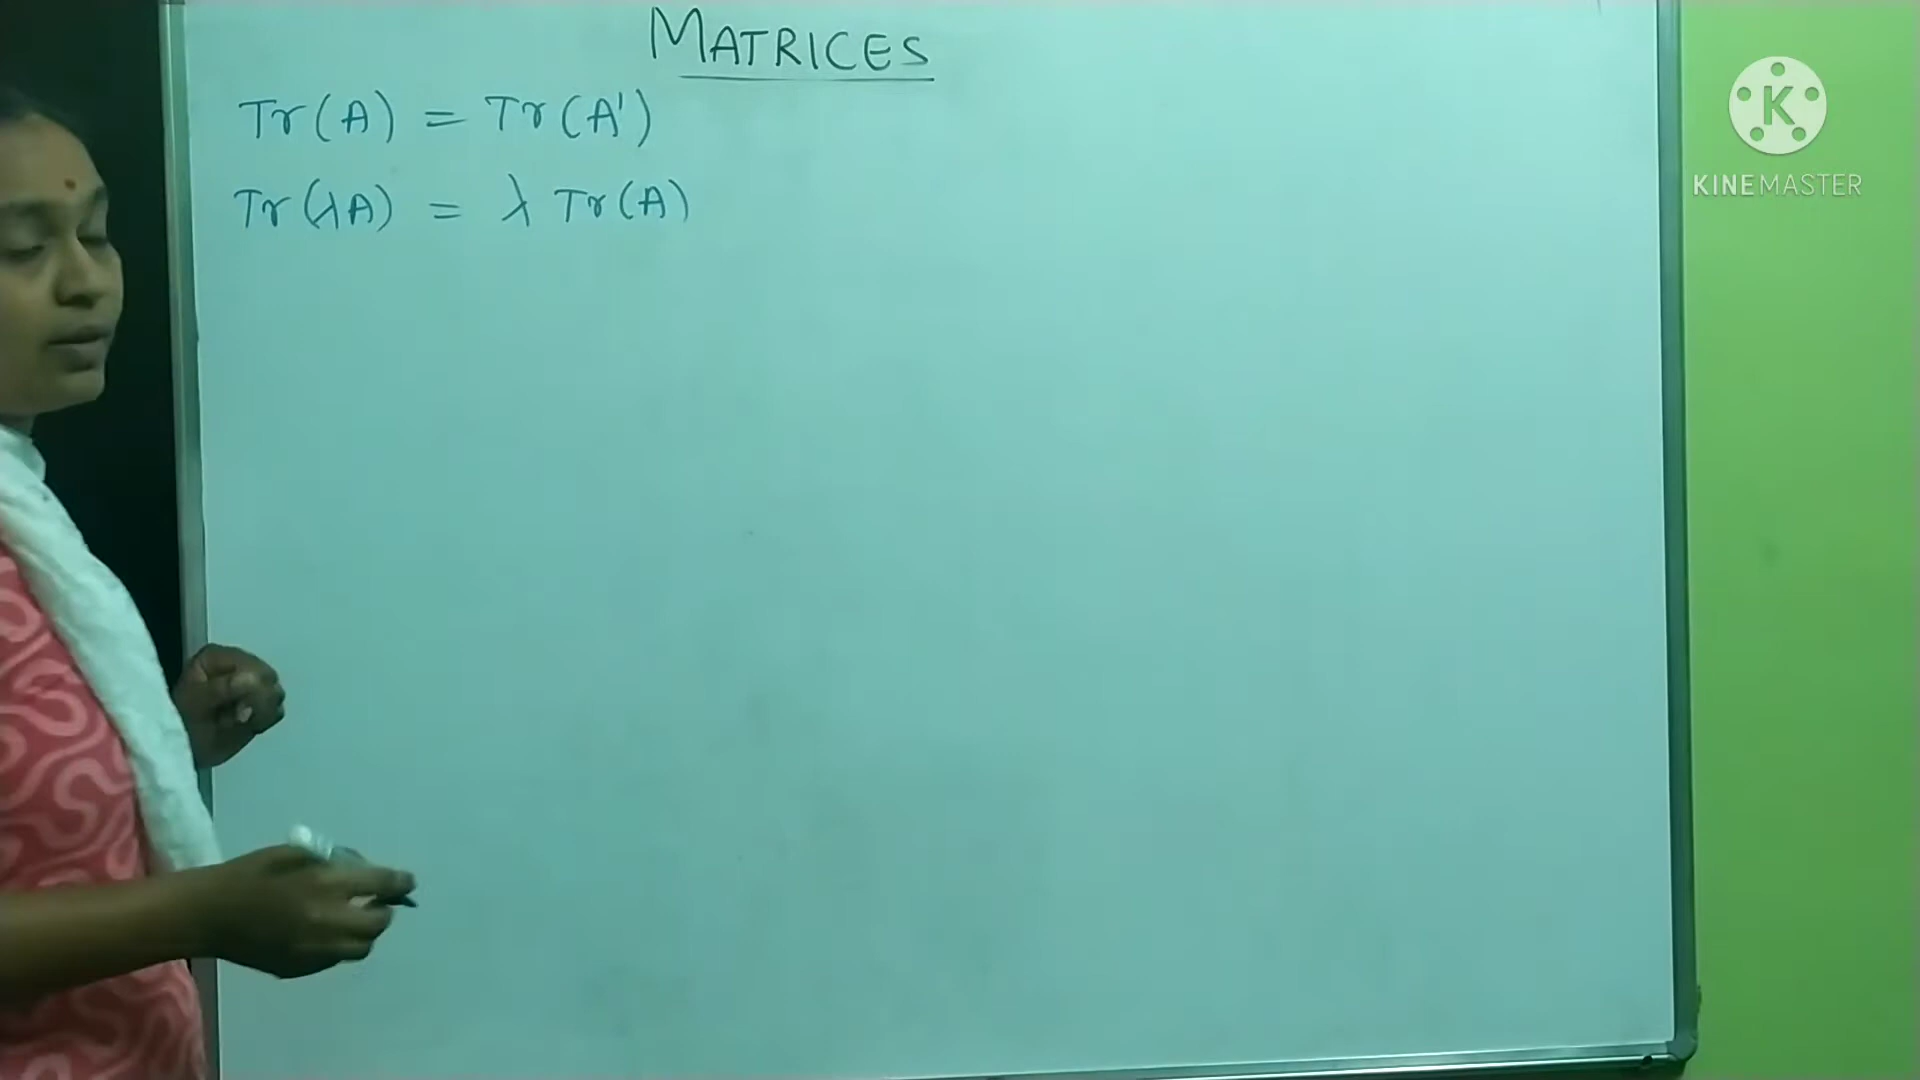 MATRICES
Tr(A) = Tr(A')
Tr(λA) = λ Tr(A)
K
KINEMASTER